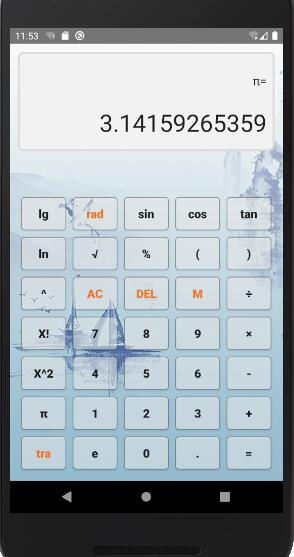 11:53
π=
3.14159265359
lg rad sin cos tan
ln √ % ( )
^ AC DEL M ÷
X! 7 8 9 ×
X^2 4 5 6 -
π 1 2 3 +
tra e 0 . =